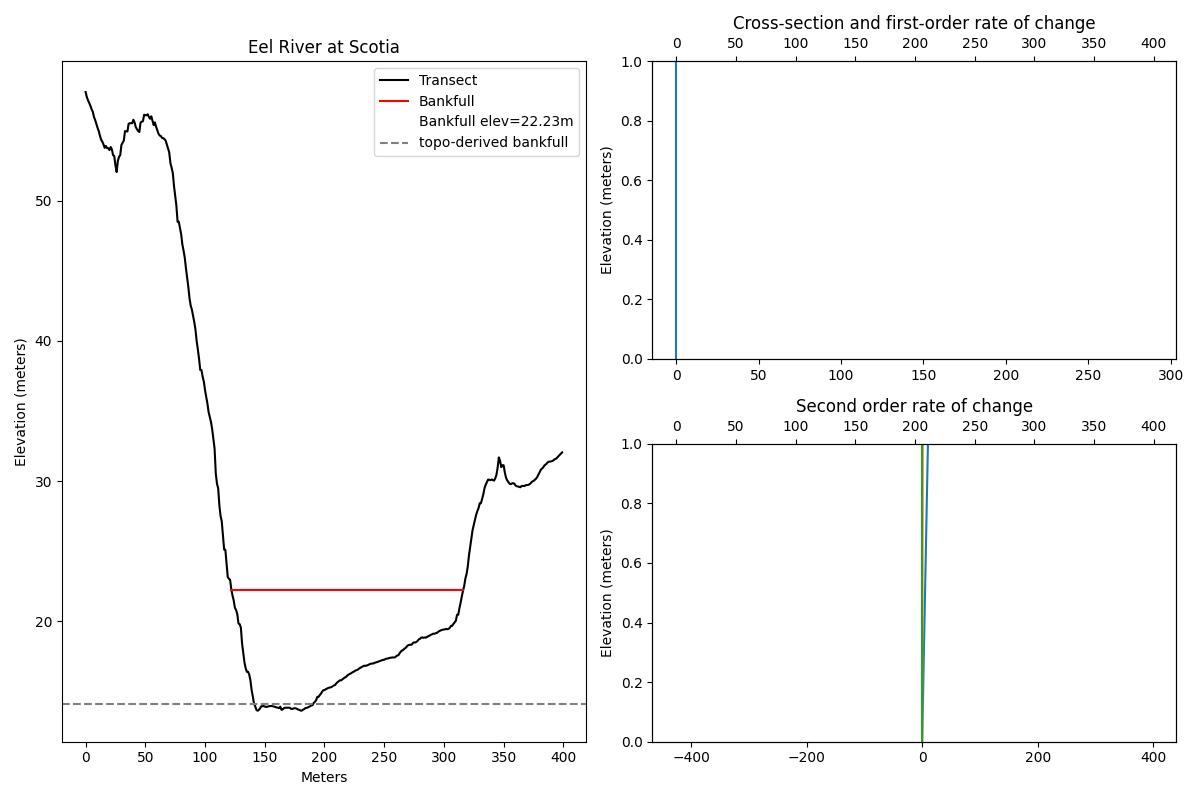 Eel River at Scotia
Transect
Bankfull
Bankfull elev=22.23m
topo-derived bankfull
Elevation (meters)
50
40
30
20
0 50 100 150 200 250 300 350 400
Meters
Cross-section and first-order rate of change
0 50 100 150 200 250 300 350 400
Elevation (meters)
1.0
0.8
0.6
0.4
0.2
0.0
0 50 100 150 200 250 300
Second order rate of change
0 50 100 150 200 250 300 350 400
Elevation (meters)
1.0
0.8
0.6
0.4
0.2
0.0
−400 −200 0 200 400